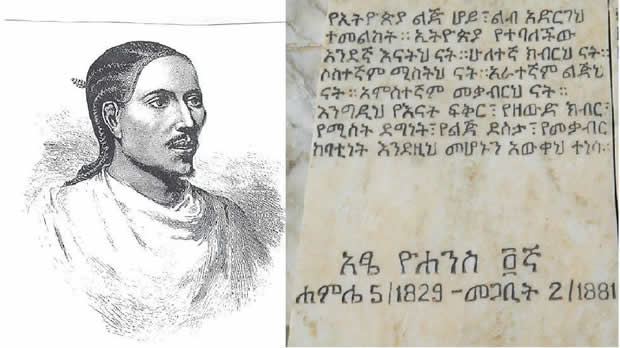 የኢትዮጵያ ልጅ ሆይ፣ልብ አድርገህ
ተመልከት። ኢትዮጵያ የተባለችው
አንደኛ እናትህ ናት።ሁለተኛ ክብርህ ናት።
ሶስተኛም ሚስትህ ናት።አራተኛም ልጅህ
ናት። አምስተኛም መቃብርህ ናት።
እንግዲህ የእናት ፍቅር፣የዘውድ ክብር፣
የሚስት ደግነት፣የልጅ ደስታ፣የመቃብር
ከባቲነት እንደዚህ መሆኑን አውቀህ ተነሳ።
አፄ ዮሐንስ ፬ኛ
ሐምሌ 5/1829 - መጋቢት 2/1881